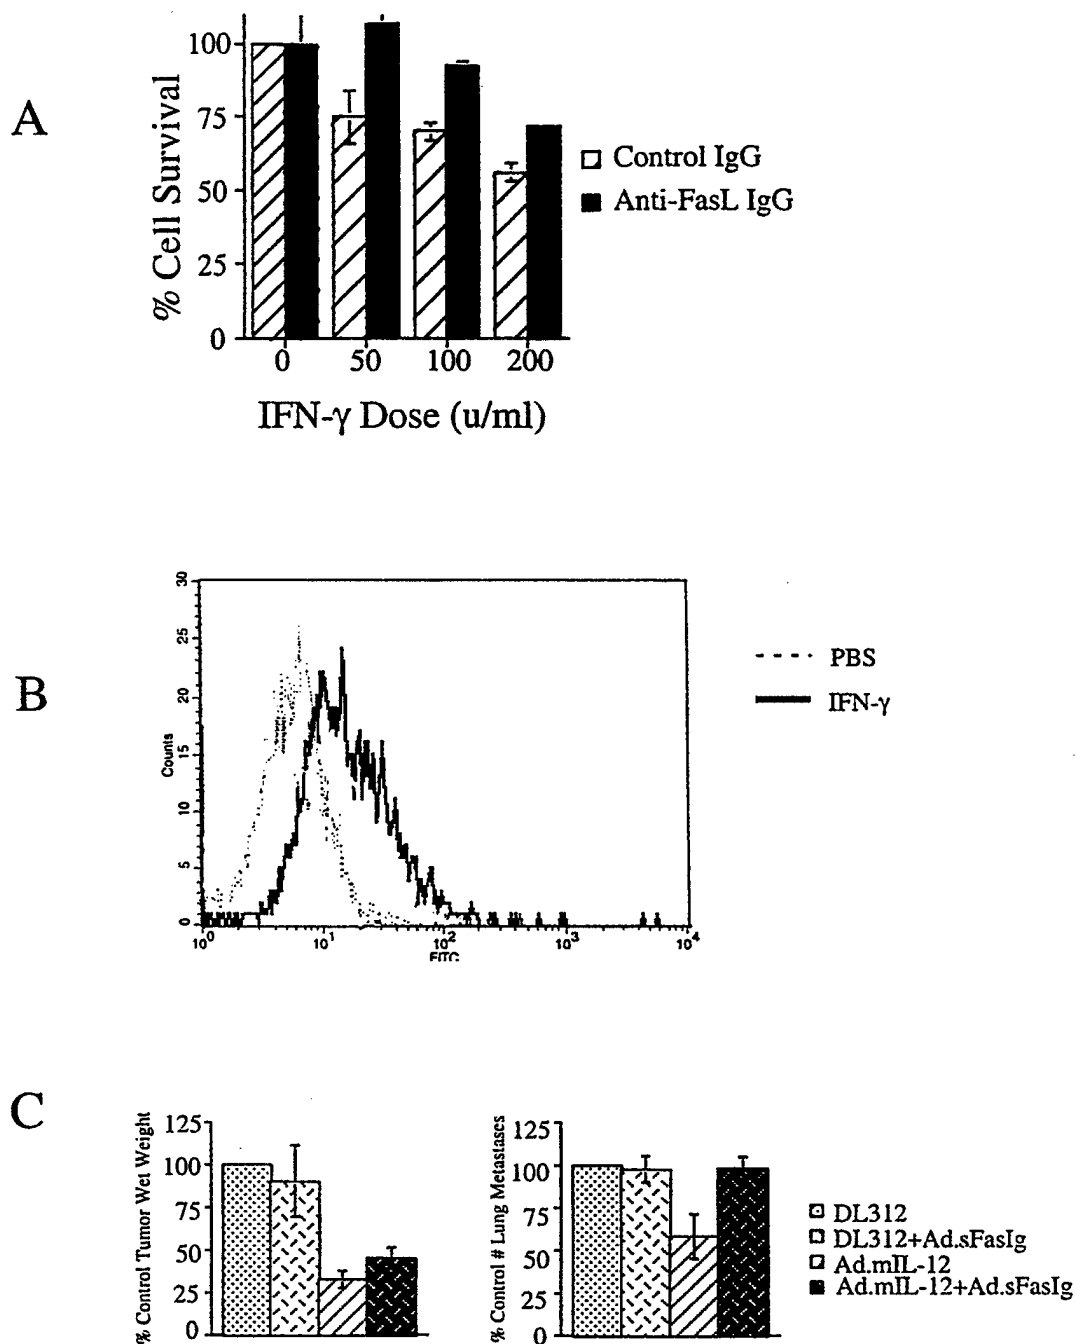 A
% Cell Survival
100
75
50
25
0
0 50 100 200
IFN-γ Dose (u/ml)
Control IgG
Anti-FasL IgG
B
Counts
30
25
20
15
10
5
0
10⁰ 10¹ 10² 10³ 10⁴
FITC
PBS
IFN-γ
C
% Control Tumor Wet Weight
125
100
75
50
25
0
% Control # Lung Metastases
125
100
75
50
25
0
DL312
DL312+Ad.sFasIg
Ad.mIL-12
Ad.mIL-12+Ad.sFasIg